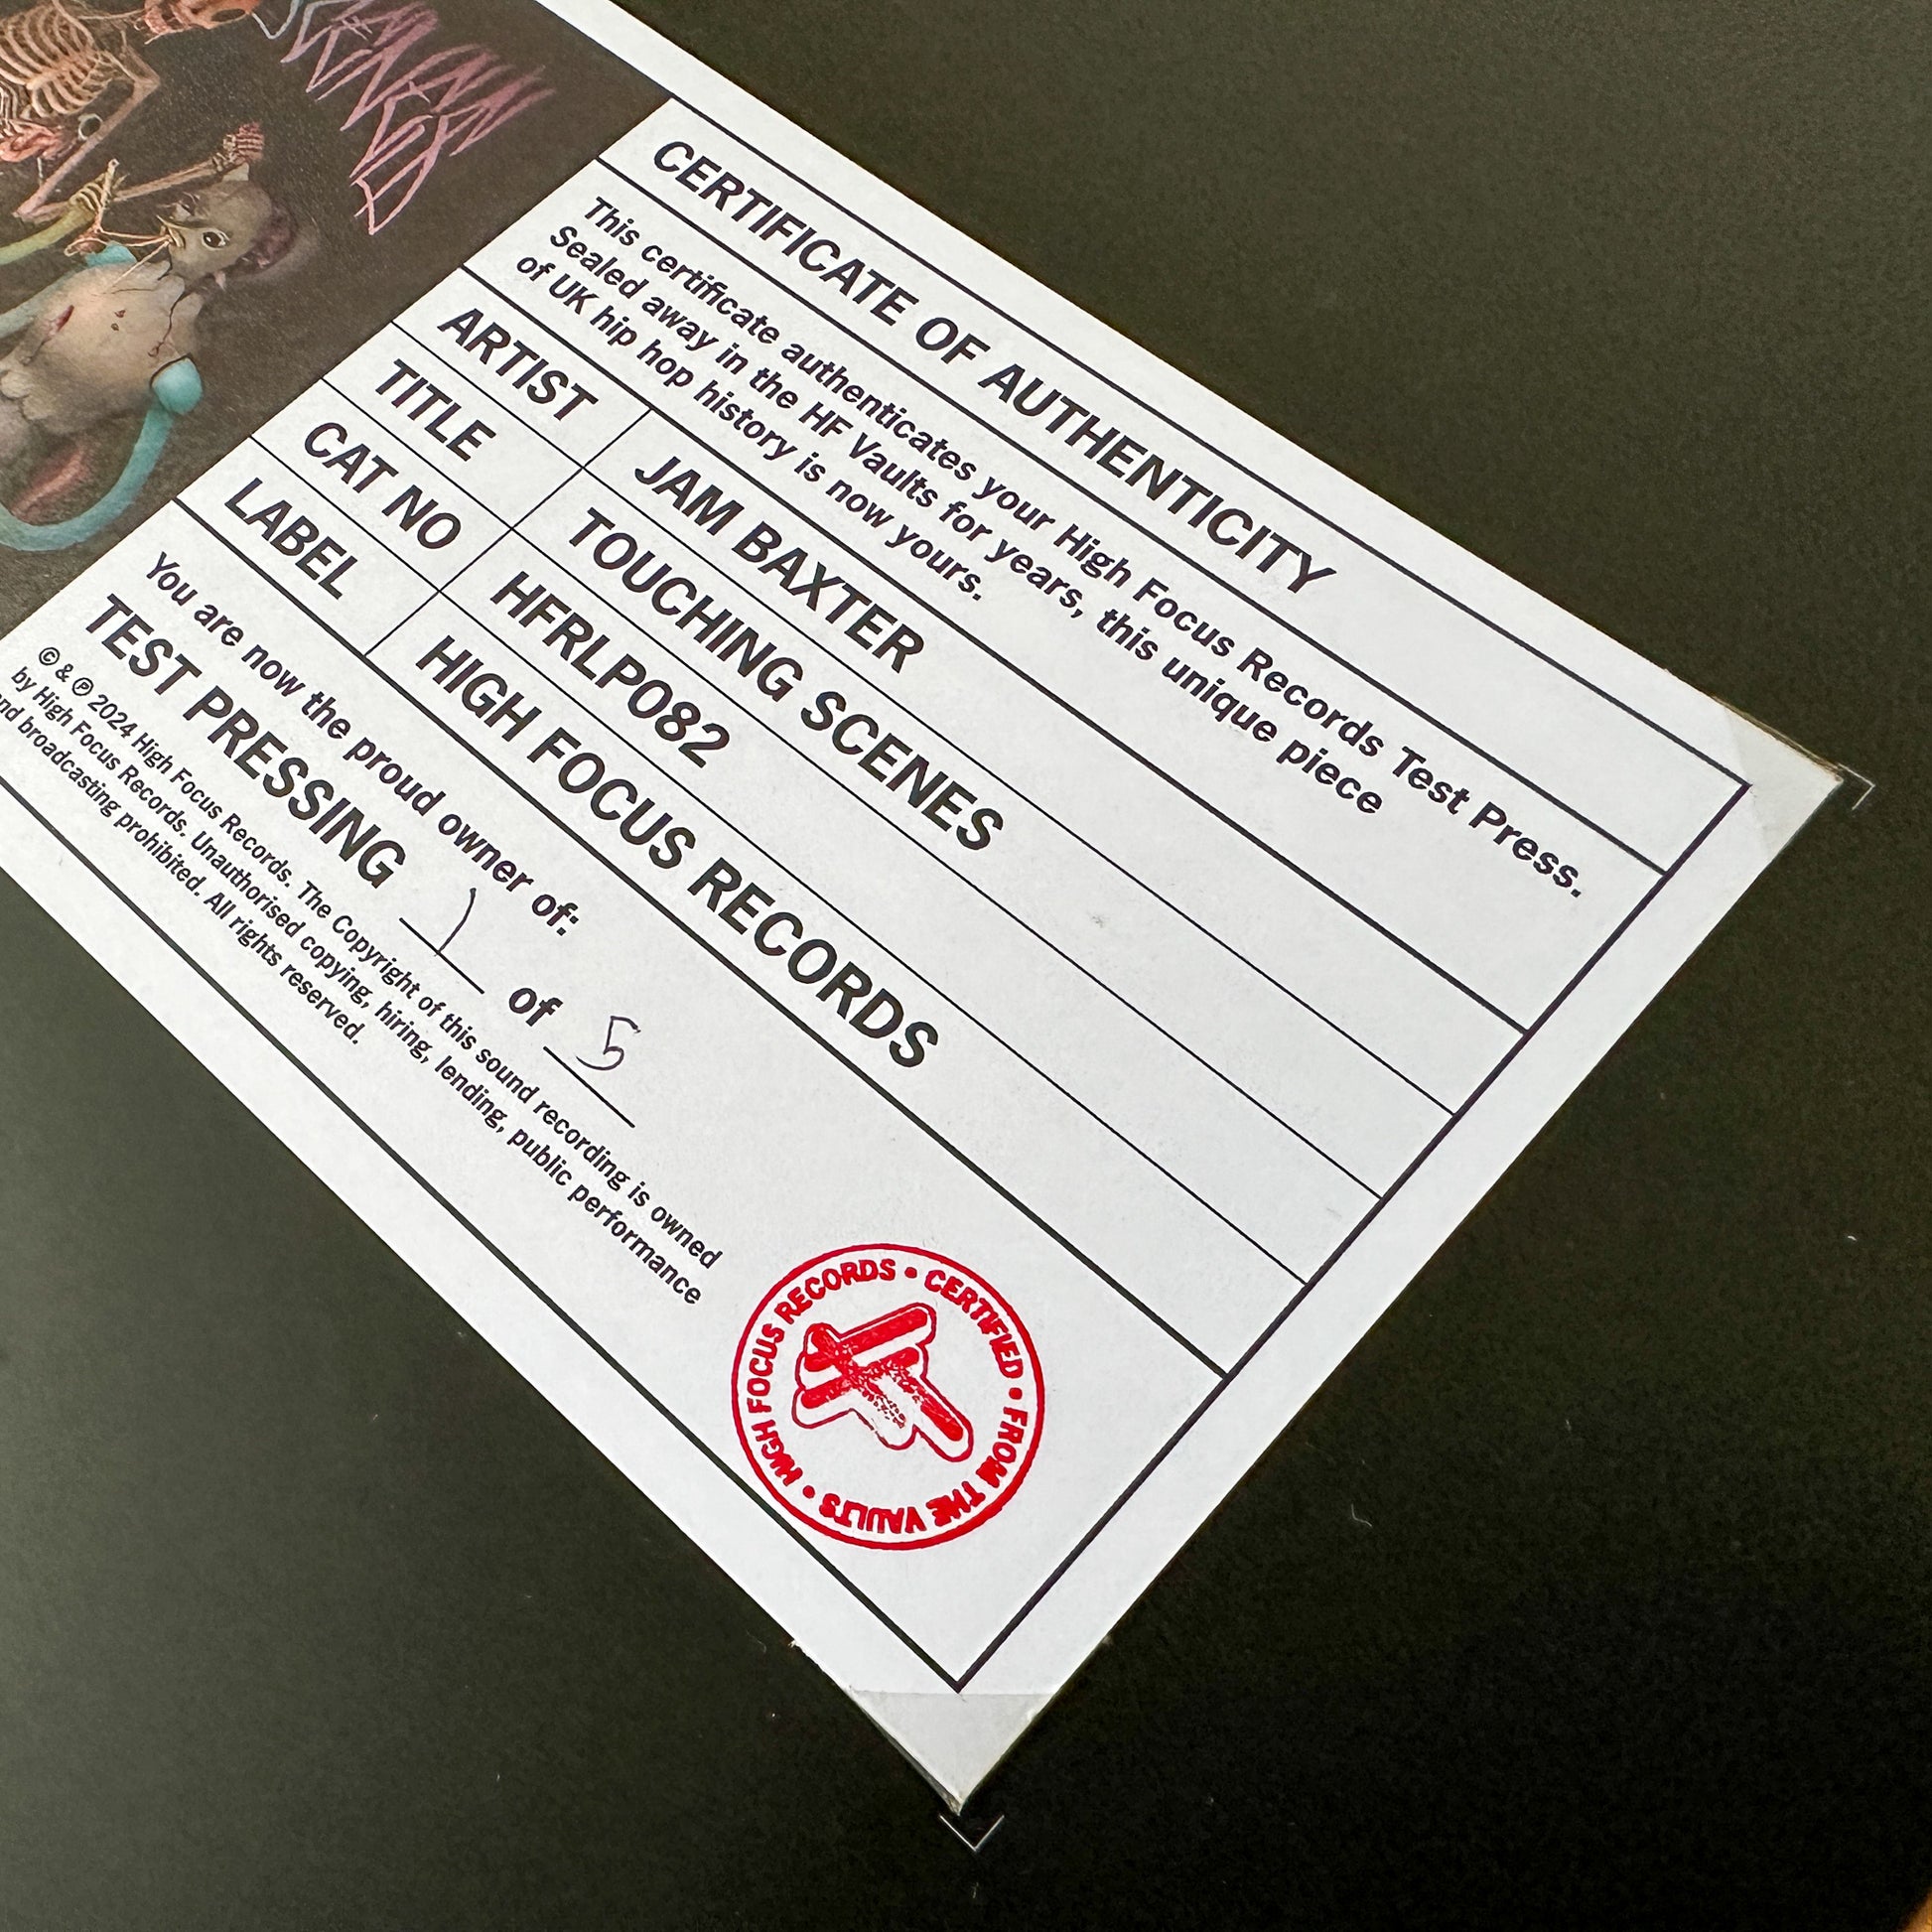 CERTIFICATE OF AUTHENTICITY
This certificate authenticates your High Focus Records Test Press.
Sealed away in the HF Vaults for years, this unique piece
of UK hip hop history is now yours.
ARTIST JAM BAXTER
TITLE TOUCHING SCENES
CAT NO HFRLP082
LABEL HIGH FOCUS RECORDS
You are now the proud owner of:
TEST PRESSING 1 of 5
© & ℗ 2024 High Focus Records. The Copyright of this sound recording is owned
by High Focus Records. Unauthorised copying, hiring, lending, public performance
and broadcasting prohibited. All rights reserved.
HIGH FOCUS RECORDS • CERTIFIED • FROM THE VAULTS •